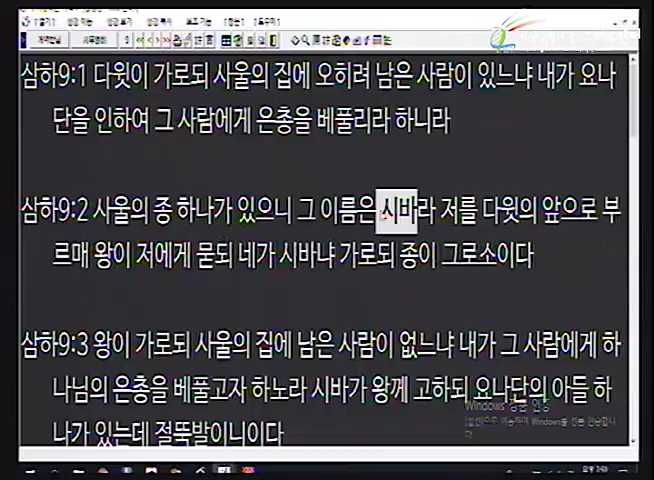 삼하9:1 다윗이 가로되 사울의 집에 오히려 남은 사람이 있느냐 내가 요나
단을 인하여 그 사람에게 은총을 베풀리라 하니라
삼하9:2 사울의 종 하나가 있으니 그 이름은 시바라 저를 다윗의 앞으로 부
르매 왕이 저에게 묻되 네가 시바냐 가로되 종이 그로소이다
삼하9:3 왕이 가로되 사울의 집에 남은 사람이 없느냐 내가 그 사람에게 하
나님의 은총을 베풀고자 하노라 시바가 왕께 고하되 요나단의 아들 하
나가 있는데 절뚝발이니이다
Windows 정품 인증